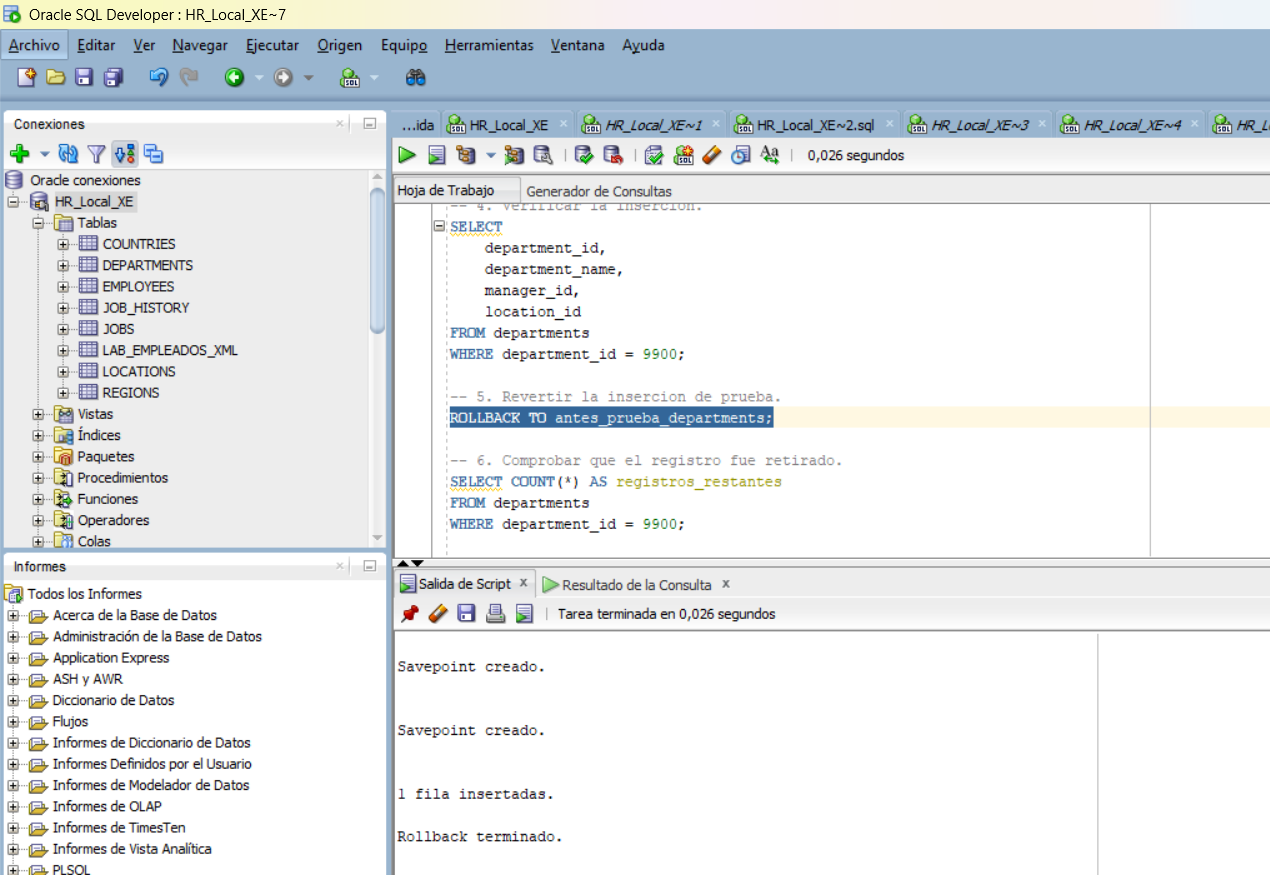 Oracle SQL Developer : HR_Local_XE~7
Archivo Editar Ver Navegar Ejecutar Origen Equipo Herramientas Ventana Ayuda
Conexiones
Oracle conexiones
HR_Local_XE
Tablas
COUNTRIES
DEPARTMENTS
EMPLOYEES
JOB_HISTORY
JOBS
LAB_EMPLEADOS_XML
LOCATIONS
REGIONS
Vistas
Índices
Paquetes
Procedimientos
Funciones
Operadores
Colas
Informes
Todos los Informes
Acerca de la Base de Datos
Administración de la Base de Datos
Application Express
ASH y AWR
Diccionario de Datos
Flujos
Informes de Diccionario de Datos
Informes Definidos por el Usuario
Informes de Modelador de Datos
Informes de OLAP
Informes de TimesTen
Informes de Vista Analítica
PLSQL
...ida HR_Local_XE HR_Local_XE~1 HR_Local_XE~2.sql HR_Local_XE~3 HR_Local_XE~4 HR_L
SQL 0,026 segundos
Hoja de Trabajo Generador de Consultas
-- 4. Verificar la insercion.
SELECT
department_id,
department_name,
manager_id,
location_id
FROM departments
WHERE department_id = 9900;
-- 5. Revertir la insercion de prueba.
ROLLBACK TO antes_prueba_departments;
-- 6. Comprobar que el registro fue retirado.
SELECT COUNT(*) AS registros_restantes
FROM departments
WHERE department_id = 9900;
Salida de Script Resultado de la Consulta
Tarea terminada en 0,026 segundos
Savepoint creado.
Savepoint creado.
1 fila insertadas.
Rollback terminado.